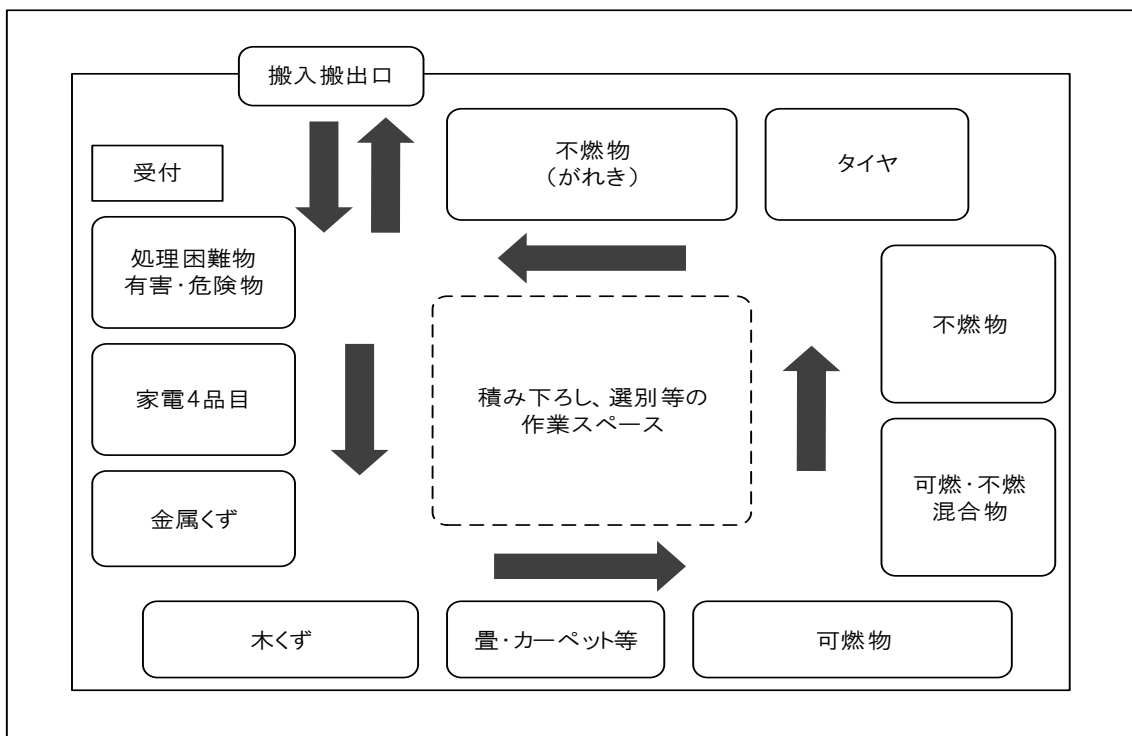 搬入搬出口
受付
不燃物
（がれき）
タイヤ
処理困難物
有害・危険物
不燃物
家電4品目
積み下ろし、選別等の
作業スペース
金属くず
可燃・不燃
混合物
木くず
畳・カーペット等
可燃物